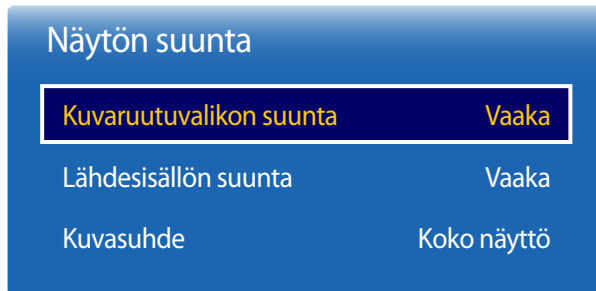 Näytön suunta
Kuvaruutuvalikon suunta Vaaka
Lähdesisällön suunta Vaaka
Kuvasuhde Koko näyttö